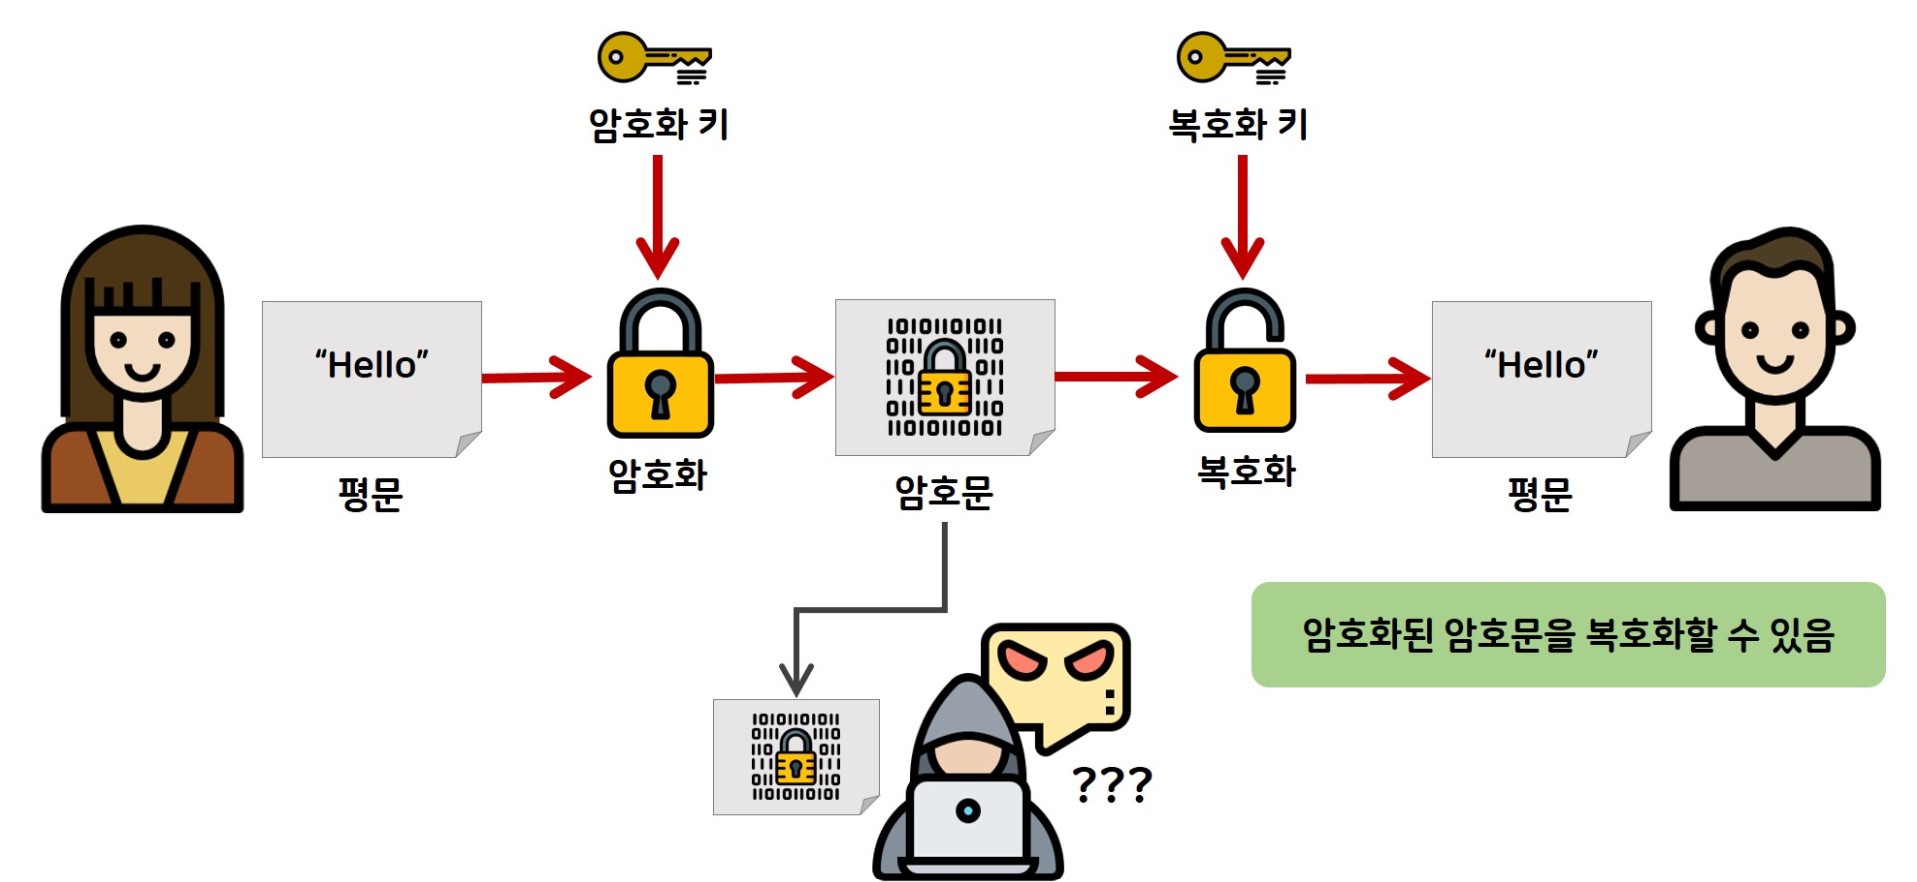 암호화 키
복호화 키
“Hello”
“Hello”
평문
암호화
암호문
복호화
평문
암호화된 암호문을 복호화할 수 있음
???